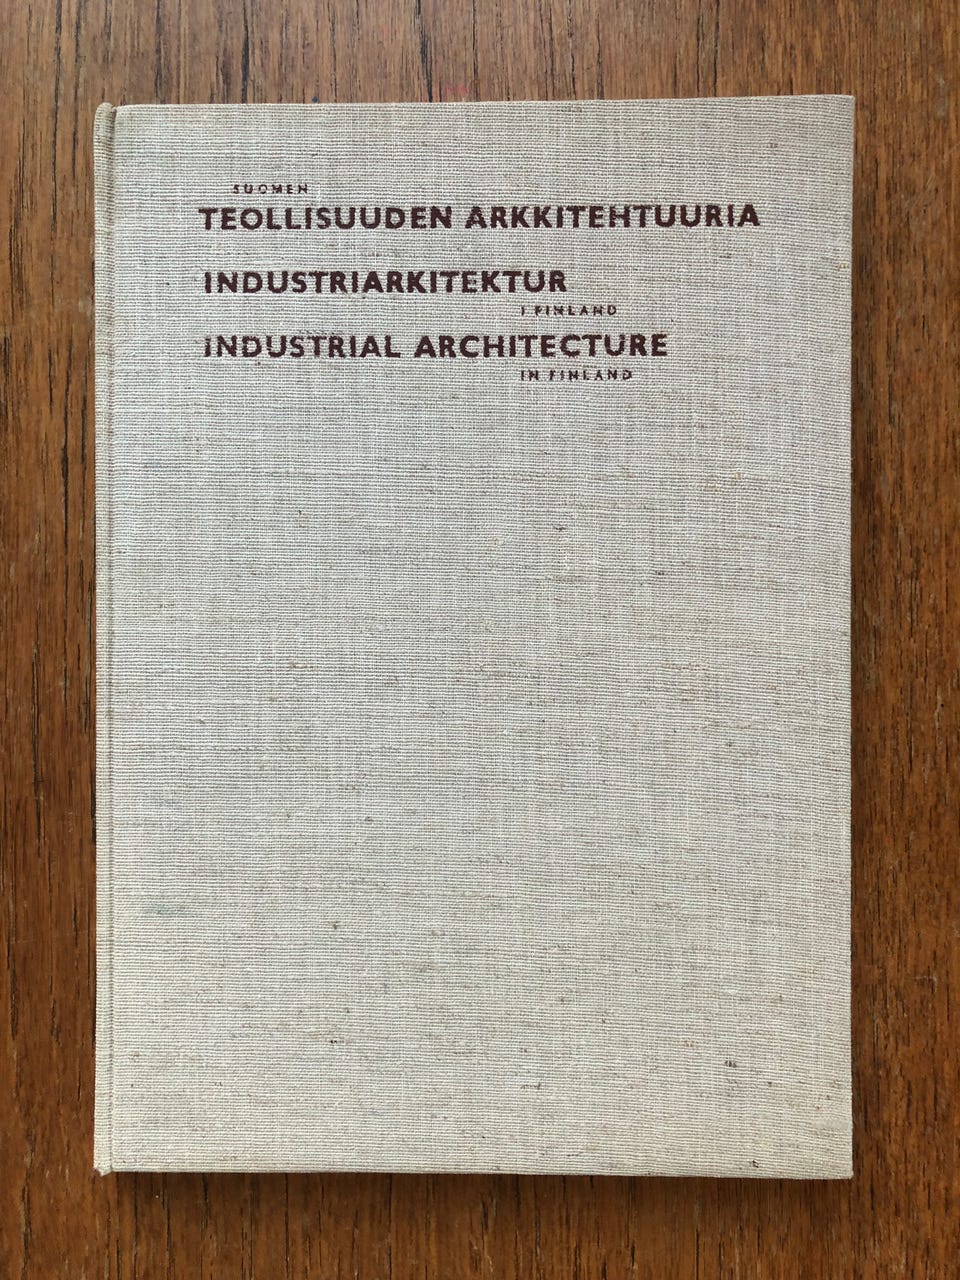 SUOMEN
TEOLLISUUDEN ARKKITEHTUURIA
INDUSTRIARKITEKTUR
I FINLAND
INDUSTRIAL ARCHITECTURE
IN FINLAND